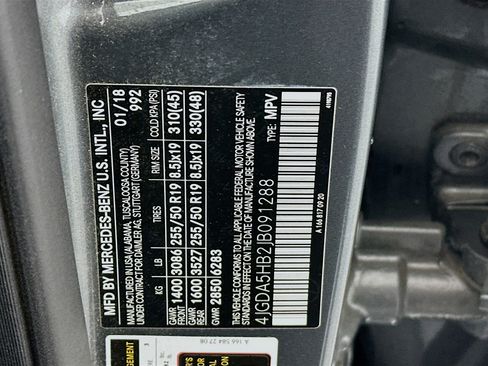 MFD BY MERCEDES-BENZ U.S. INTL., INC
01/18
MANUFACTURED IN USA (ALABAMA, TUSCALOOSA COUNTY)
992
UNDER CONTRACT FOR DAIMLER AG, STUTTGART (GERMANY)
KG LB TIRES RIM SIZE COLD, KPA (PSI)
GAWR FRONT 1400 3086 255/50 R19 8.5Jx19 310(45)
GAWR REAR 1600 3527 255/50 R19 8.5Jx19 330(48)
GWR 2850 6283
THIS VEHICLE CONFORMS TO ALL APPLICABLE FEDERAL MOTOR VEHICLE SAFETY
STANDARDS IN EFFECT ON THE DATE OF MANUFACTURE SHOWN ABOVE.
4JGDA5HB2JB091288 TYPE: MPV
A 166 817 09 20
A 166 584 27 08